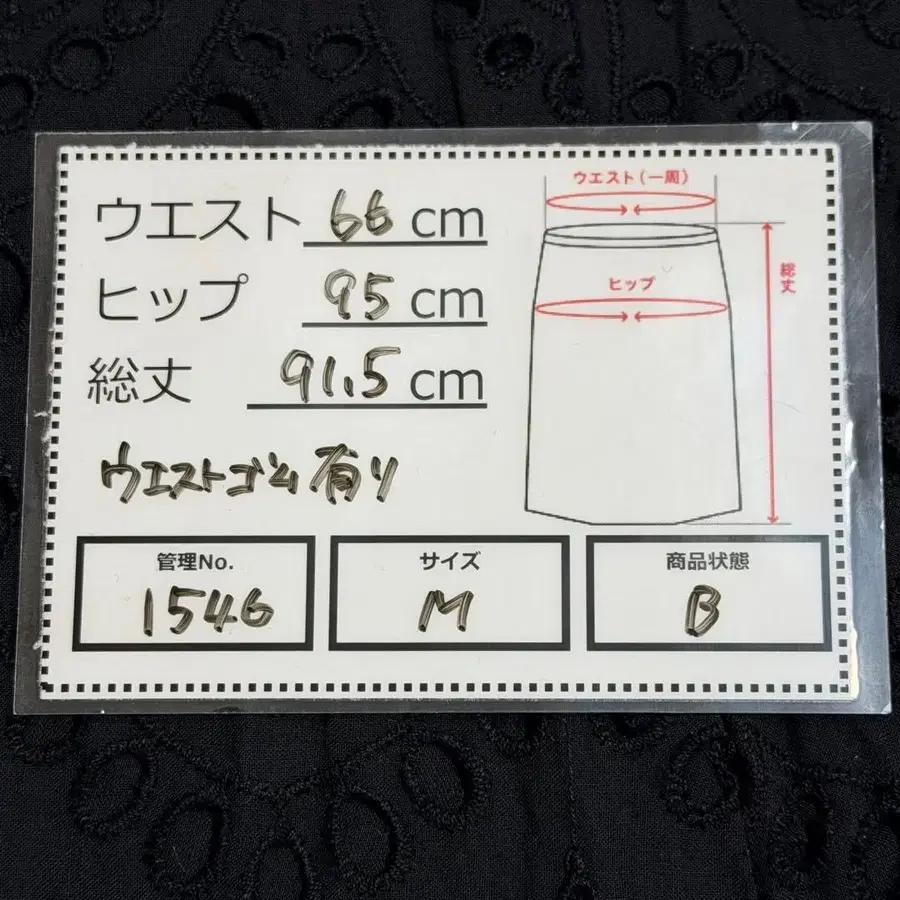 ウエスト 66 cm
ヒップ 95 cm
総丈 91.5 cm
ウエストゴム有り
ウエスト(一周)
ヒップ
総丈
管理No.
1546
サイズ
M
商品状態
B